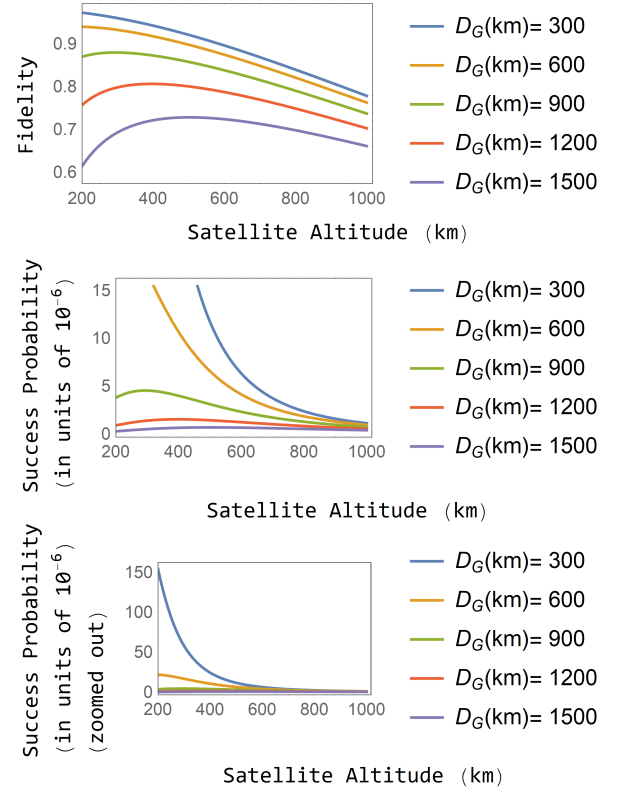 Fidelity
0.9
0.8
0.7
0.6
200 400 600 800 1000
Satellite Altitude (km)
D_G(km)= 300
D_G(km)= 600
D_G(km)= 900
D_G(km)= 1200
D_G(km)= 1500
Success Probability
(in units of 10⁻⁶)
15
10
5
0
200 400 600 800 1000
Satellite Altitude (km)
D_G(km)= 300
D_G(km)= 600
D_G(km)= 900
D_G(km)= 1200
D_G(km)= 1500
Success Probability
(in units of 10⁻⁶)
(zoomed out)
150
100
50
0
200 400 600 800 1000
Satellite Altitude (km)
D_G(km)= 300
D_G(km)= 600
D_G(km)= 900
D_G(km)= 1200
D_G(km)= 1500